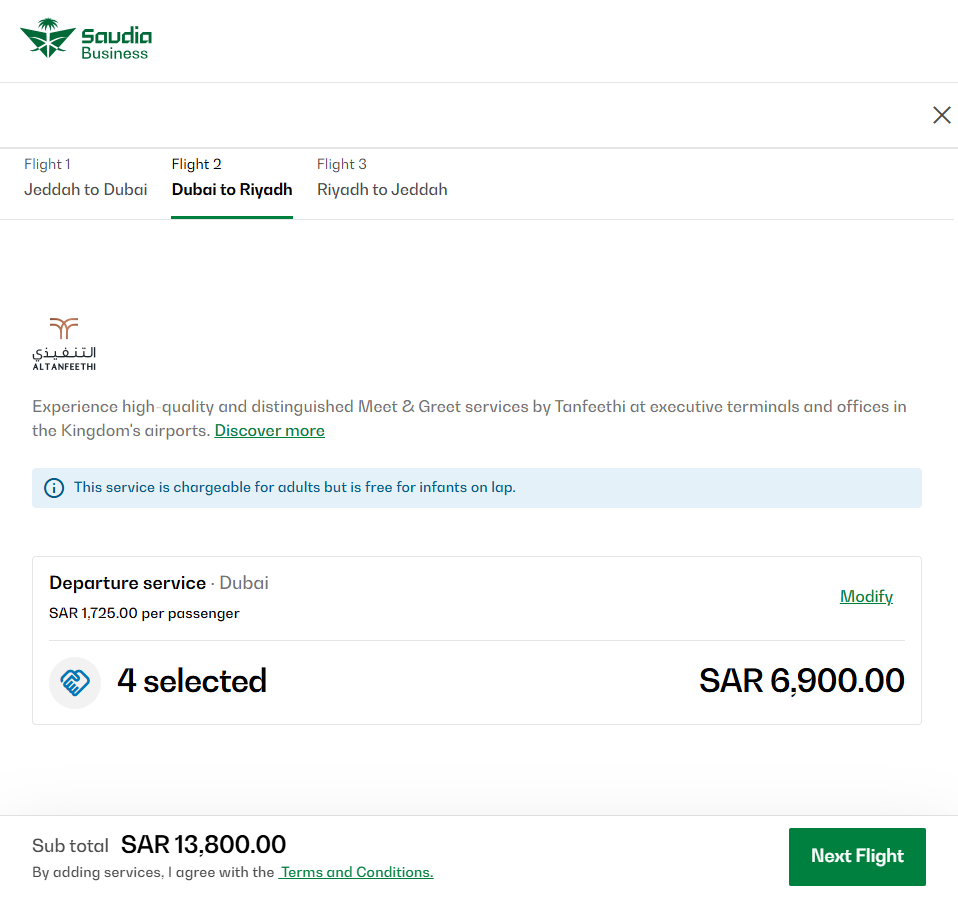 Saudia
Business
Flight 1
Jeddah to Dubai
Flight 2
Dubai to Riyadh
Flight 3
Riyadh to Jeddah
التنفيذي
ALTANFEETHI
Experience high-quality and distinguished Meet & Greet services by Tanfeethi at executive terminals and offices in
the Kingdom's airports. Discover more
This service is chargeable for adults but is free for infants on lap.
Departure service · Dubai
SAR 1,725.00 per passenger
Modify
4 selected
SAR 6,900.00
Sub total SAR 13,800.00
By adding services, I agree with the Terms and Conditions.
Next Flight